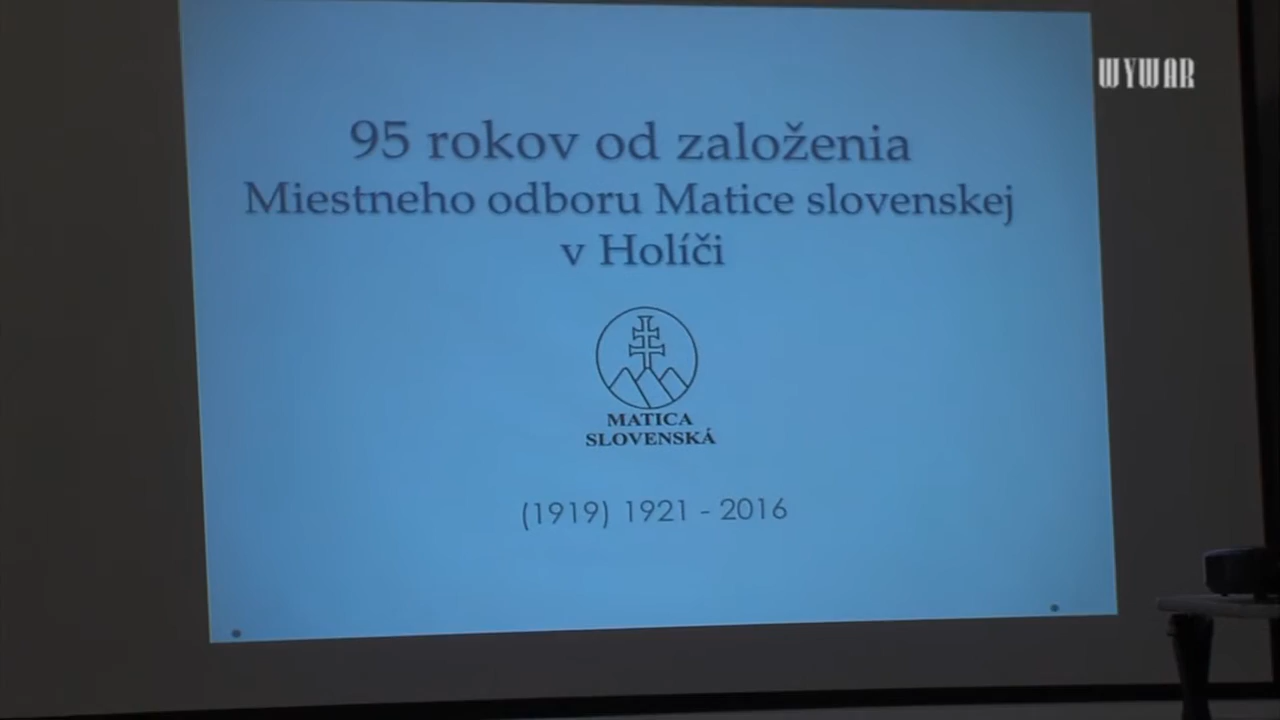 WYWAR
95 rokov od založenia
Miestneho odboru Matice slovenskej
v Holíči
MATICA
SLOVENSKÁ
(1919) 1921 - 2016